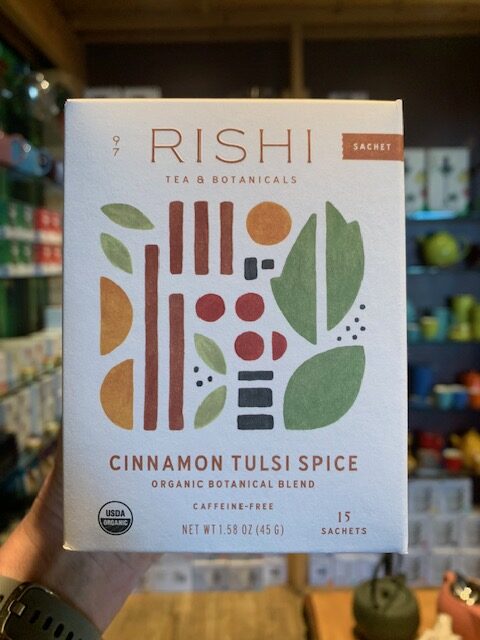 97
RISHI
SACHET
TEA & BOTANICALS
CINNAMON TULSI SPICE
ORGANIC BOTANICAL BLEND
CAFFEINE-FREE
USDA
ORGANIC
NET WT 1.58 OZ (45 G)
15
SACHETS